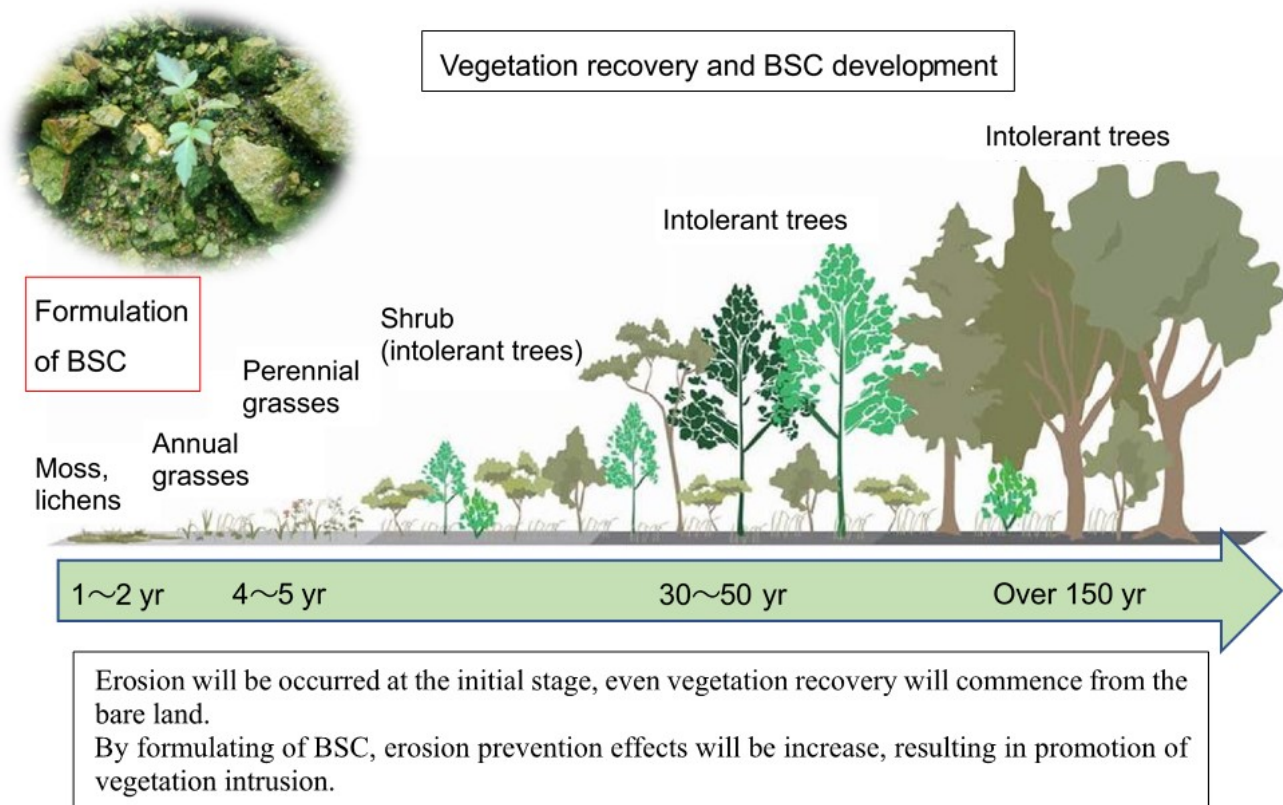 Vegetation recovery and BSC development
Intolerant trees
Intolerant trees
Formulation
of BSC
Shrub
(intolerant trees)
Perennial
grasses
Annual
grasses
Moss,
lichens
1～2 yr
4～5 yr
30～50 yr
Over 150 yr
Erosion will be occurred at the initial stage, even vegetation recovery will commence from the
bare land.
By formulating of BSC, erosion prevention effects will be increase, resulting in promotion of
vegetation intrusion.